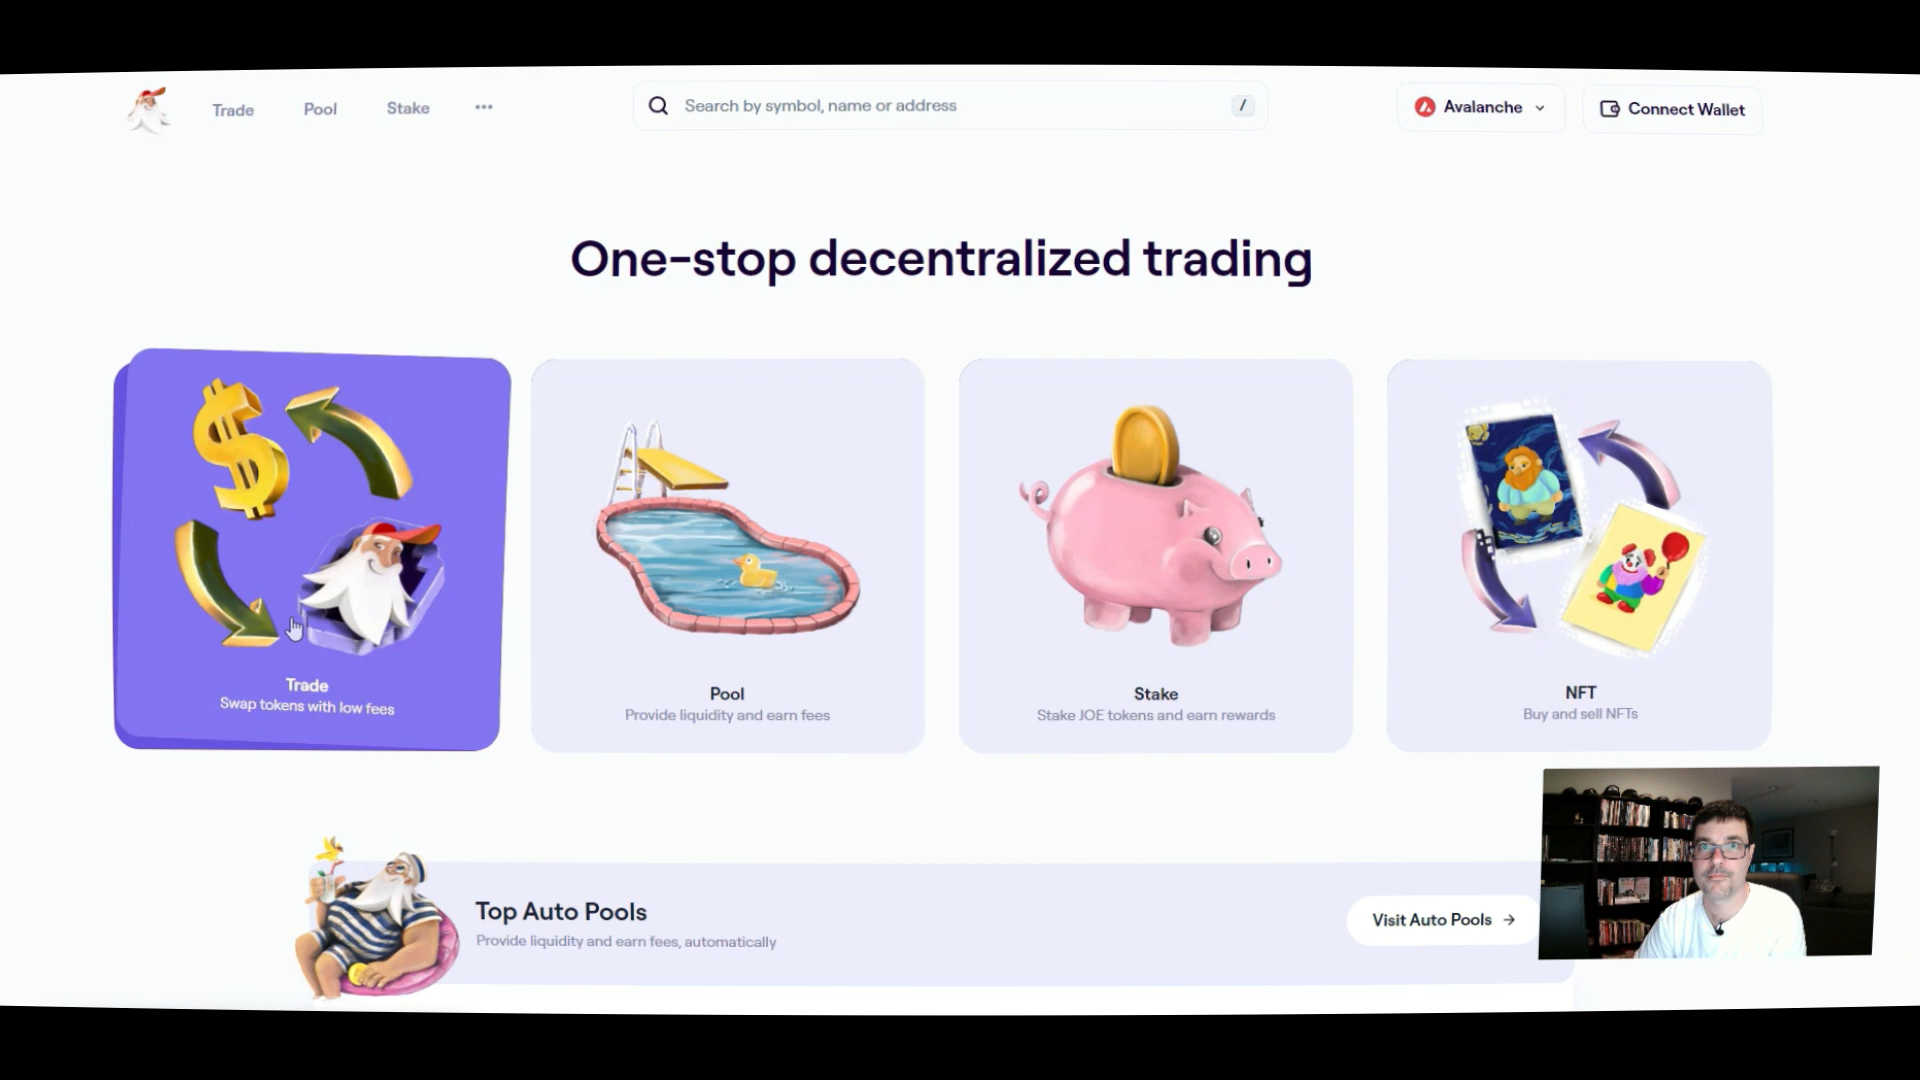 Trade
Pool
Stake
Search by symbol, name or address
/
Avalanche
Connect Wallet
One-stop decentralized trading
Trade
Swap tokens with low fees
Pool
Provide liquidity and earn fees
Stake
Stake JOE tokens and earn rewards
NFT
Buy and sell NFTs
Top Auto Pools
Provide liquidity and earn fees, automatically
Visit Auto Pools →